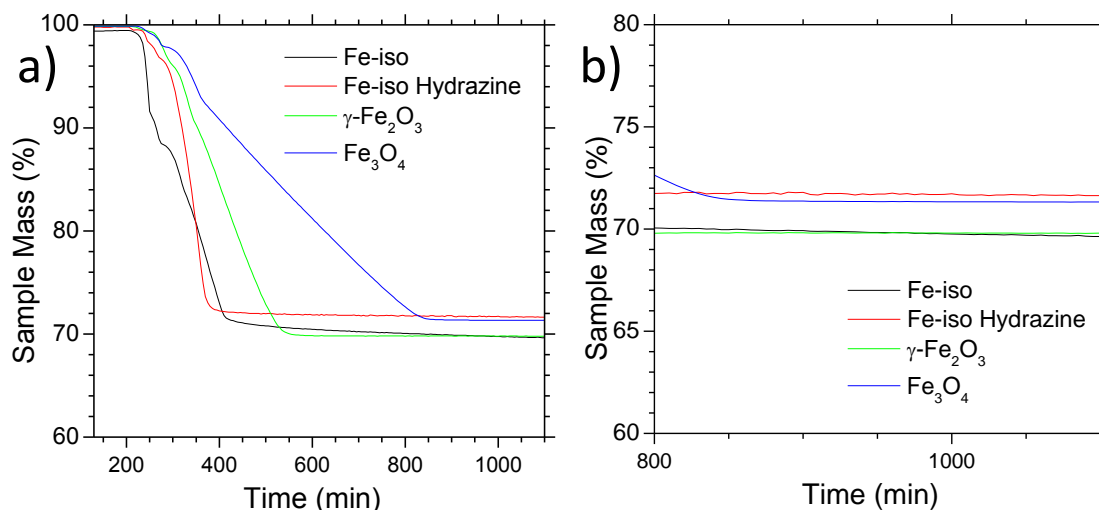 a)
100
90
80
70
60
Sample Mass (%)
Fe-iso
Fe-iso Hydrazine
γ-Fe₂O₃
Fe₃O₄
200 400 600 800 1000
Time (min)
b)
80
75
70
65
60
Sample Mass (%)
Fe-iso
Fe-iso Hydrazine
γ-Fe₂O₃
Fe₃O₄
800 1000
Time (min)